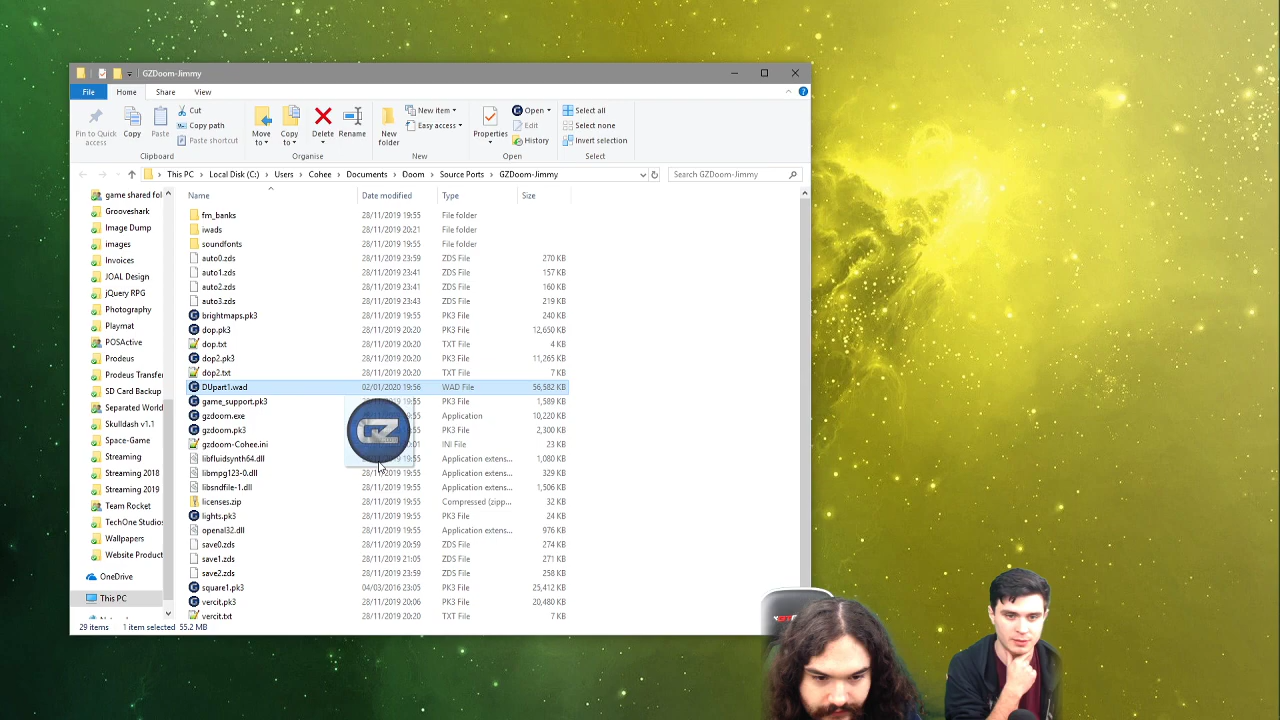 GZDoom-Jimmy
File Home Share View
Pin to Quick access
Copy
Paste
Cut
Copy path
Paste shortcut
Clipboard
Move to
Copy to
Delete
Rename
Organise
New folder
New item
Easy access
New
Properties
Open
Edit
History
Open
Select all
Select none
Invert selection
Select
This PC > Local Disk (C:) > Users > Cohee > Documents > Doom > Source Ports > GZDoom-Jimmy
Search GZDoom-Jimmy
game shared fol
Grooveshark
Image Dump
images
Invoices
JOAL Design
jQuery RPG
Photography
Playmat
POSActive
Prodeus
Prodeus Transfer
SD Card Backup
Separated World
Skulldash v1.1
Space-Game
Streaming
Streaming 2018
Streaming 2019
Team Rocket
TechOne Studios
Wallpapers
Website Product
OneDrive
This PC
Name Date modified Type Size
fm_banks 28/11/2019 19:55 File folder
iwads 28/11/2019 20:21 File folder
soundfonts 28/11/2019 19:55 File folder
auto0.zds 28/11/2019 23:59 ZDS File 270 KB
auto1.zds 28/11/2019 23:41 ZDS File 157 KB
auto2.zds 28/11/2019 23:41 ZDS File 160 KB
auto3.zds 28/11/2019 23:43 ZDS File 219 KB
brightmaps.pk3 28/11/2019 19:55 PK3 File 240 KB
dop.pk3 28/11/2019 20:20 PK3 File 12,650 KB
dop.txt 28/11/2019 20:20 TXT File 4 KB
dop2.pk3 28/11/2019 20:20 PK3 File 11,265 KB
dop2.txt 28/11/2019 20:20 TXT File 7 KB
DUpart1.wad 02/01/2020 19:56 WAD File 56,582 KB
game_support.pk3 PK3 File 1,589 KB
gzdoom.exe Application 10,220 KB
gzdoom.pk3 PK3 File 2,300 KB
gzdoom-Cohee.ini INI File 23 KB
libfluidsynth64.dll Application extens... 1,080 KB
libmpg123-0.dll 28/11/2019 19:55 Application extens... 329 KB
libsndfile-1.dll 28/11/2019 19:55 Application extens... 1,506 KB
licenses.zip 28/11/2019 19:55 Compressed (zipp... 32 KB
lights.pk3 28/11/2019 19:55 PK3 File 24 KB
openal32.dll 28/11/2019 19:55 Application extens... 976 KB
save0.zds 28/11/2019 20:59 ZDS File 274 KB
save1.zds 28/11/2019 21:05 ZDS File 271 KB
save2.zds 28/11/2019 23:59 ZDS File 258 KB
square1.pk3 04/03/2016 23:05 PK3 File 25,412 KB
vercit.pk3 28/11/2019 20:06 PK3 File 20,480 KB
vercit.txt 28/11/2019 20:20 TXT File 7 KB
GZ
29 items 1 item selected 55.2 MB